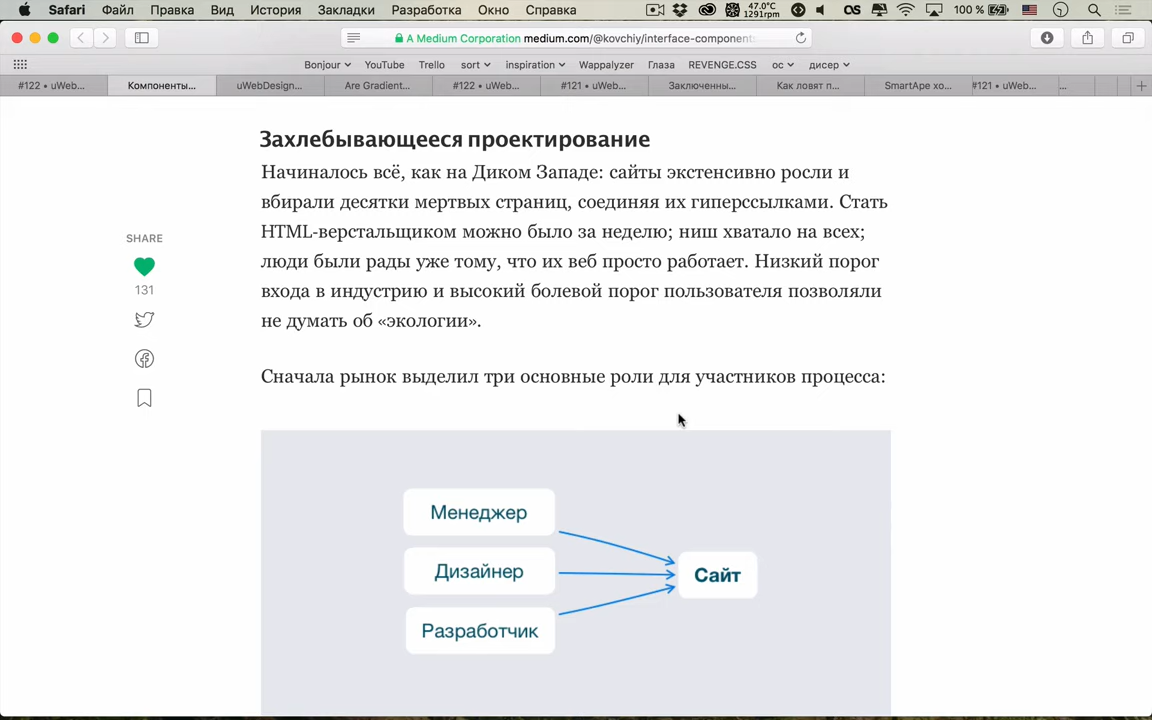 Safari Файл Правка Вид История Закладки Разработка Окно Справка 47.0°C 1291rpm 100 %
A Medium Corporation medium.com/@kovchiy/interface-component
Bonjour YouTube Trello sort inspiration Wappalyzer Глаза REVENGE.CSS ос дисер
#122 • uWeb... Компоненты... uWebDesign... Are Gradient... #122 • uWeb... #121 • uWeb... Заключенны... Как ловят п... SmartApe хо... #121 • uWeb... ...
Захлебывающееся проектирование
Начиналось всё, как на Диком Западе: сайты экстенсивно росли и
вбирали десятки мертвых страниц, соединяя их гиперссылками. Стать
HTML-верстальщиком можно было за неделю; ниш хватало на всех;
люди были рады уже тому, что их веб просто работает. Низкий порог
входа в индустрию и высокий болевой порог пользователя позволяли
не думать об «экологии».
SHARE
131
Сначала рынок выделил три основные роли для участников процесса:
Менеджер
Дизайнер
Разработчик
Сайт